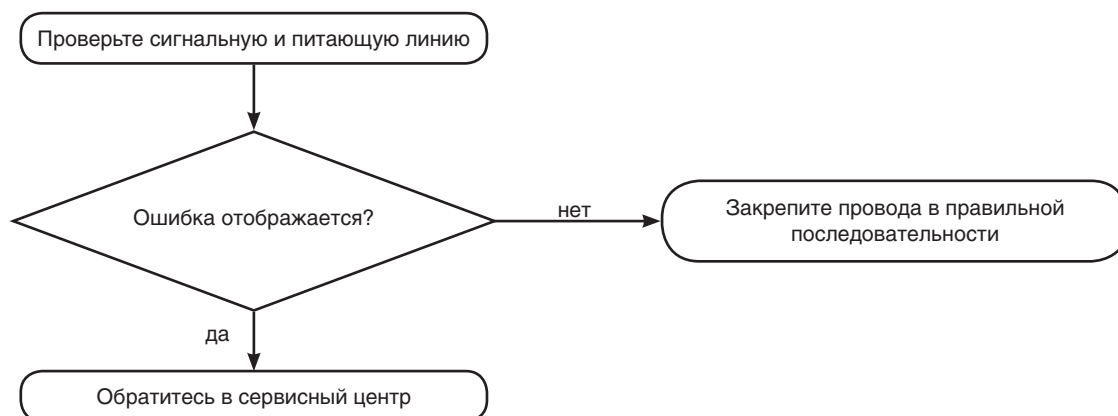 Проверьте сигнальную и питающую линию
Ошибка отображается?
нет
Закрепите провода в правильной
последовательности
да
Обратитесь в сервисный центр